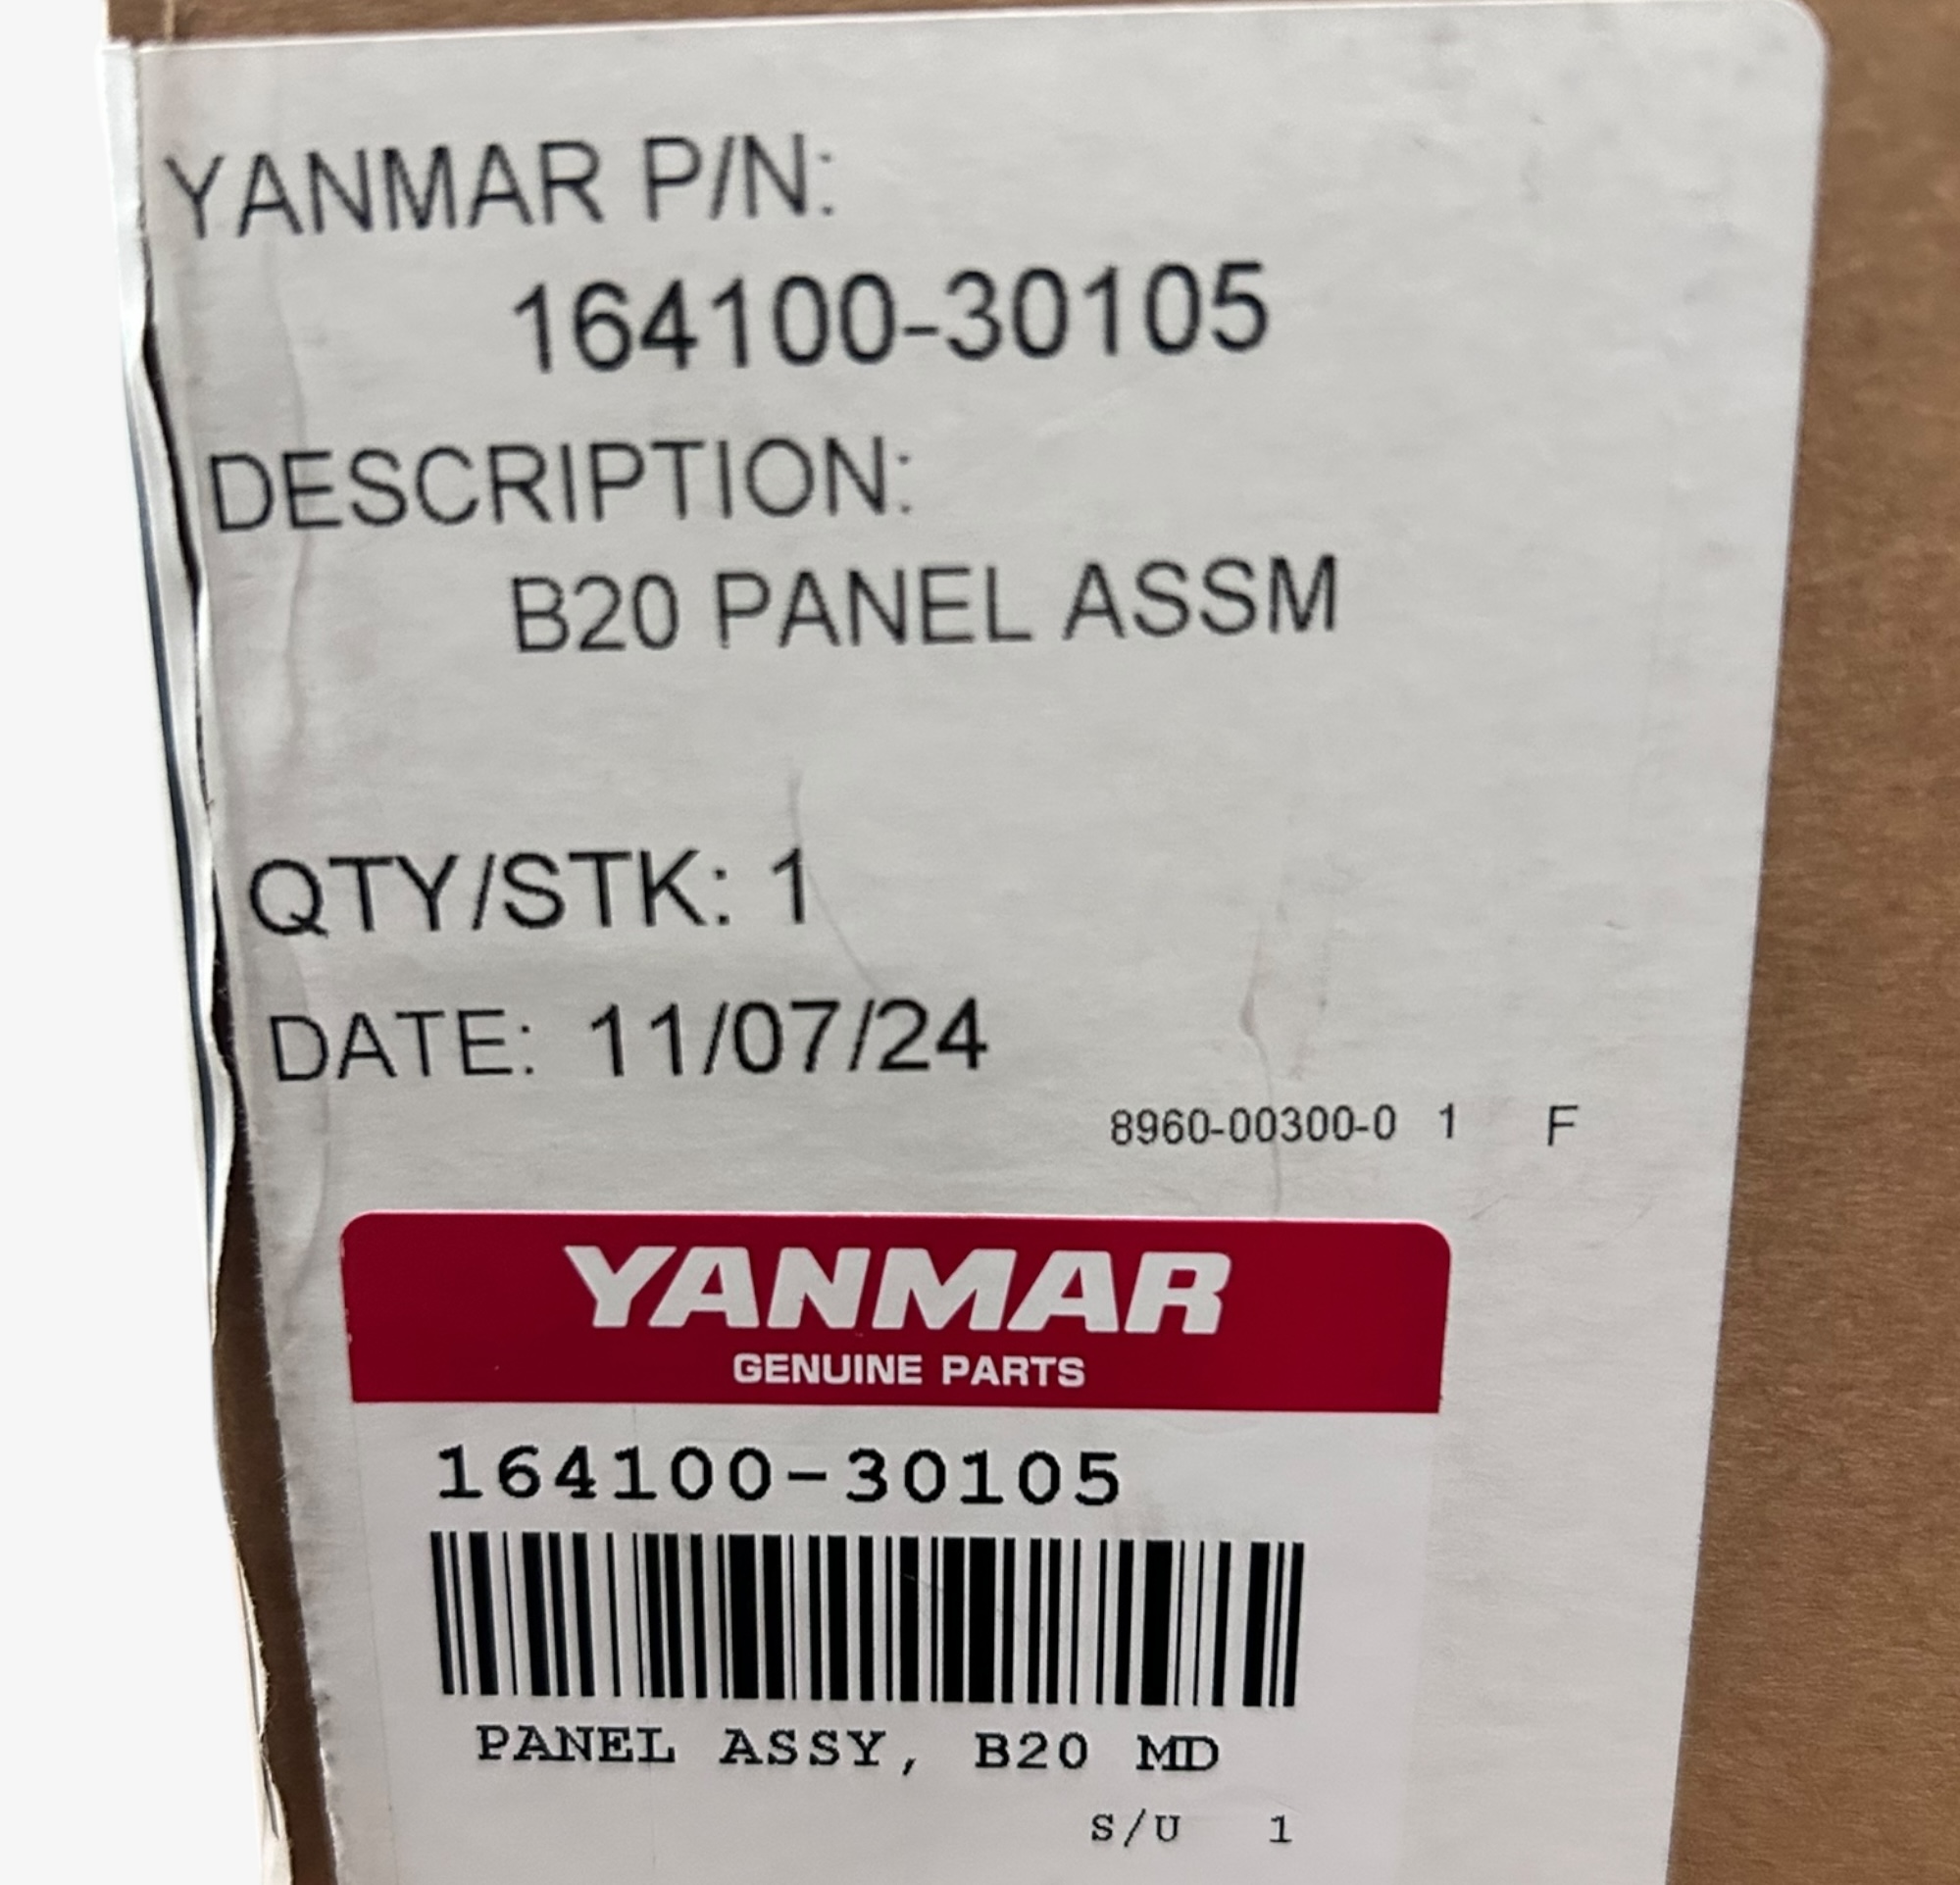 YANMAR P/N:
164100-30105
DESCRIPTION:
B20 PANEL ASSM
QTY/STK: 1
DATE: 11/07/24
8960-00300-0 1 F
YANMAR
GENUINE PARTS
164100-30105
PANEL ASSY, B20 MD
S/U 1